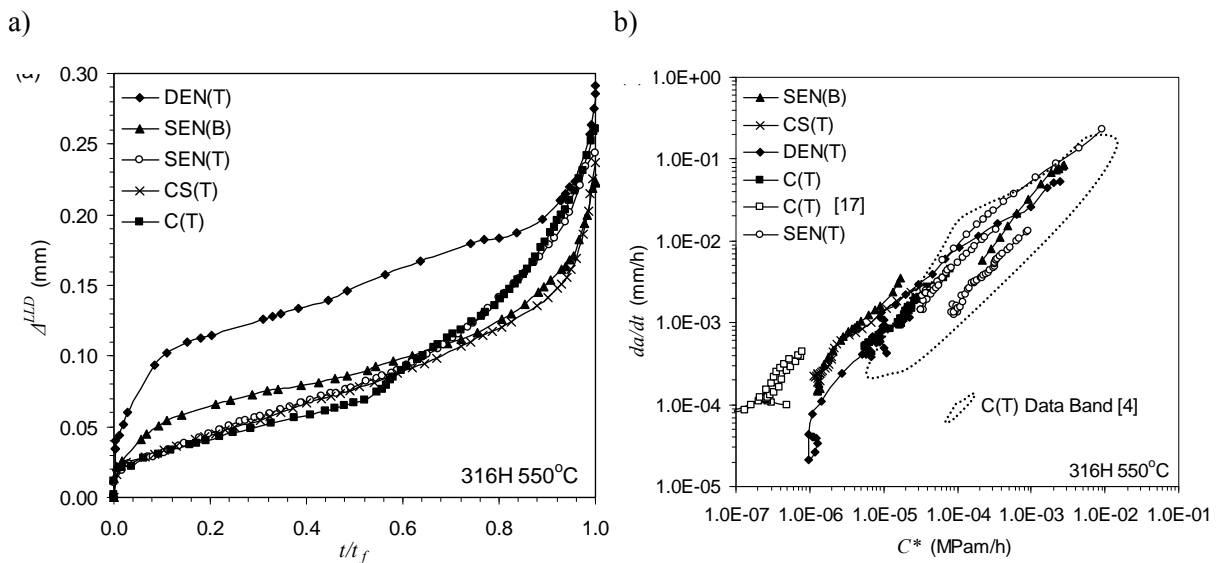 a)
0.30
0.25
0.20
0.15
0.10
0.05
0.00
Δ^LLD (mm)
DEN(T)
SEN(B)
SEN(T)
CS(T)
C(T)
316H 550°C
0.0 0.2 0.4 0.6 0.8 1.0
t/t_f
b)
1.0E+00
1.0E-01
1.0E-02
1.0E-03
1.0E-04
1.0E-05
da/dt (mm/h)
SEN(B)
CS(T)
DEN(T)
C(T)
C(T) [17]
SEN(T)
C(T) Data Band [4]
316H 550°C
1.0E-07 1.0E-06 1.0E-05 1.0E-04 1.0E-03 1.0E-02 1.0E-01
C* (MPam/h)